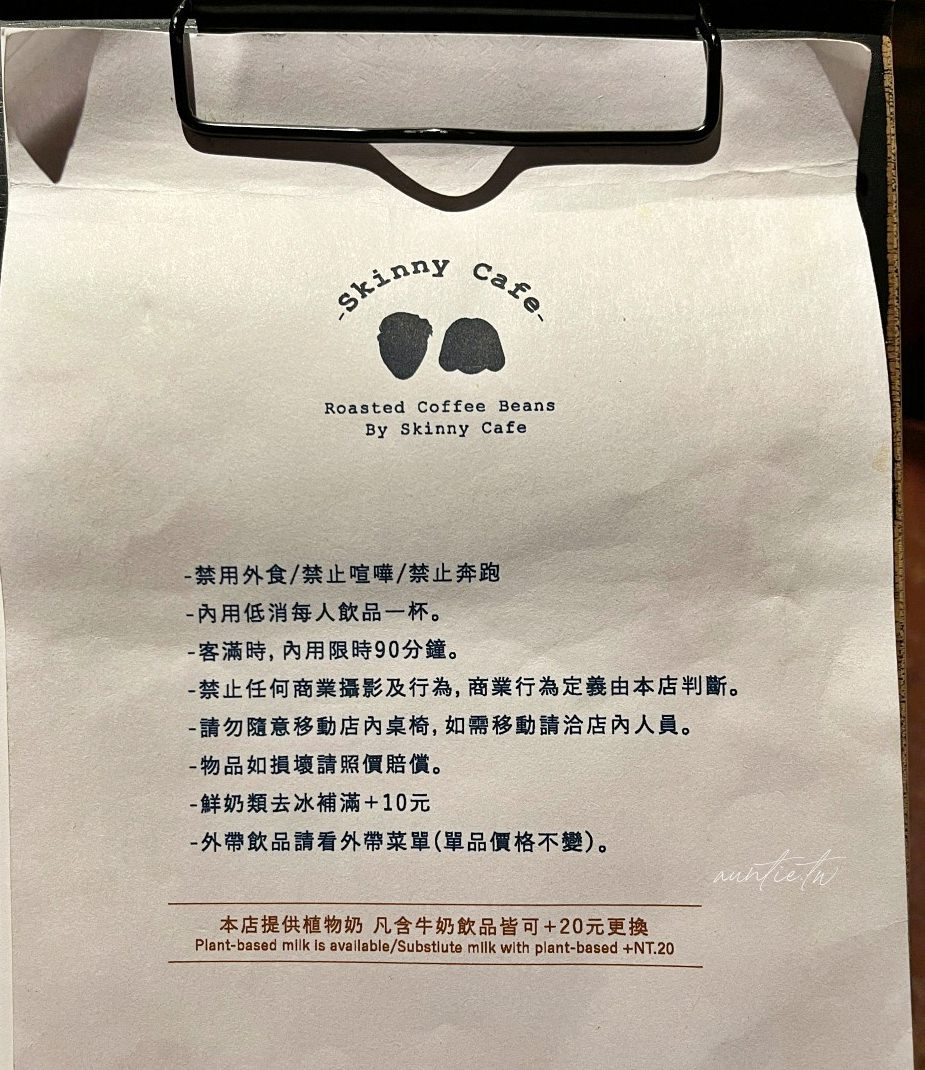 -Skinny Cafe-
Roasted Coffee Beans
By Skinny Cafe
-禁用外食/禁止喧嘩/禁止奔跑
-內用低消每人飲品一杯。
-客滿時, 內用限時90分鐘。
-禁止任何商業攝影及行為, 商業行為定義由本店判斷。
-請勿隨意移動店內桌椅, 如需移動請洽店內人員。
-物品如損壞請照價賠償。
-鮮奶類去冰補滿+10元
-外帶飲品請看外帶菜單(單品價格不變)。
auntie.tw
本店提供植物奶 凡含牛奶飲品皆可+20元更換
Plant-based milk is available/Substiute milk with plant-based +NT.20